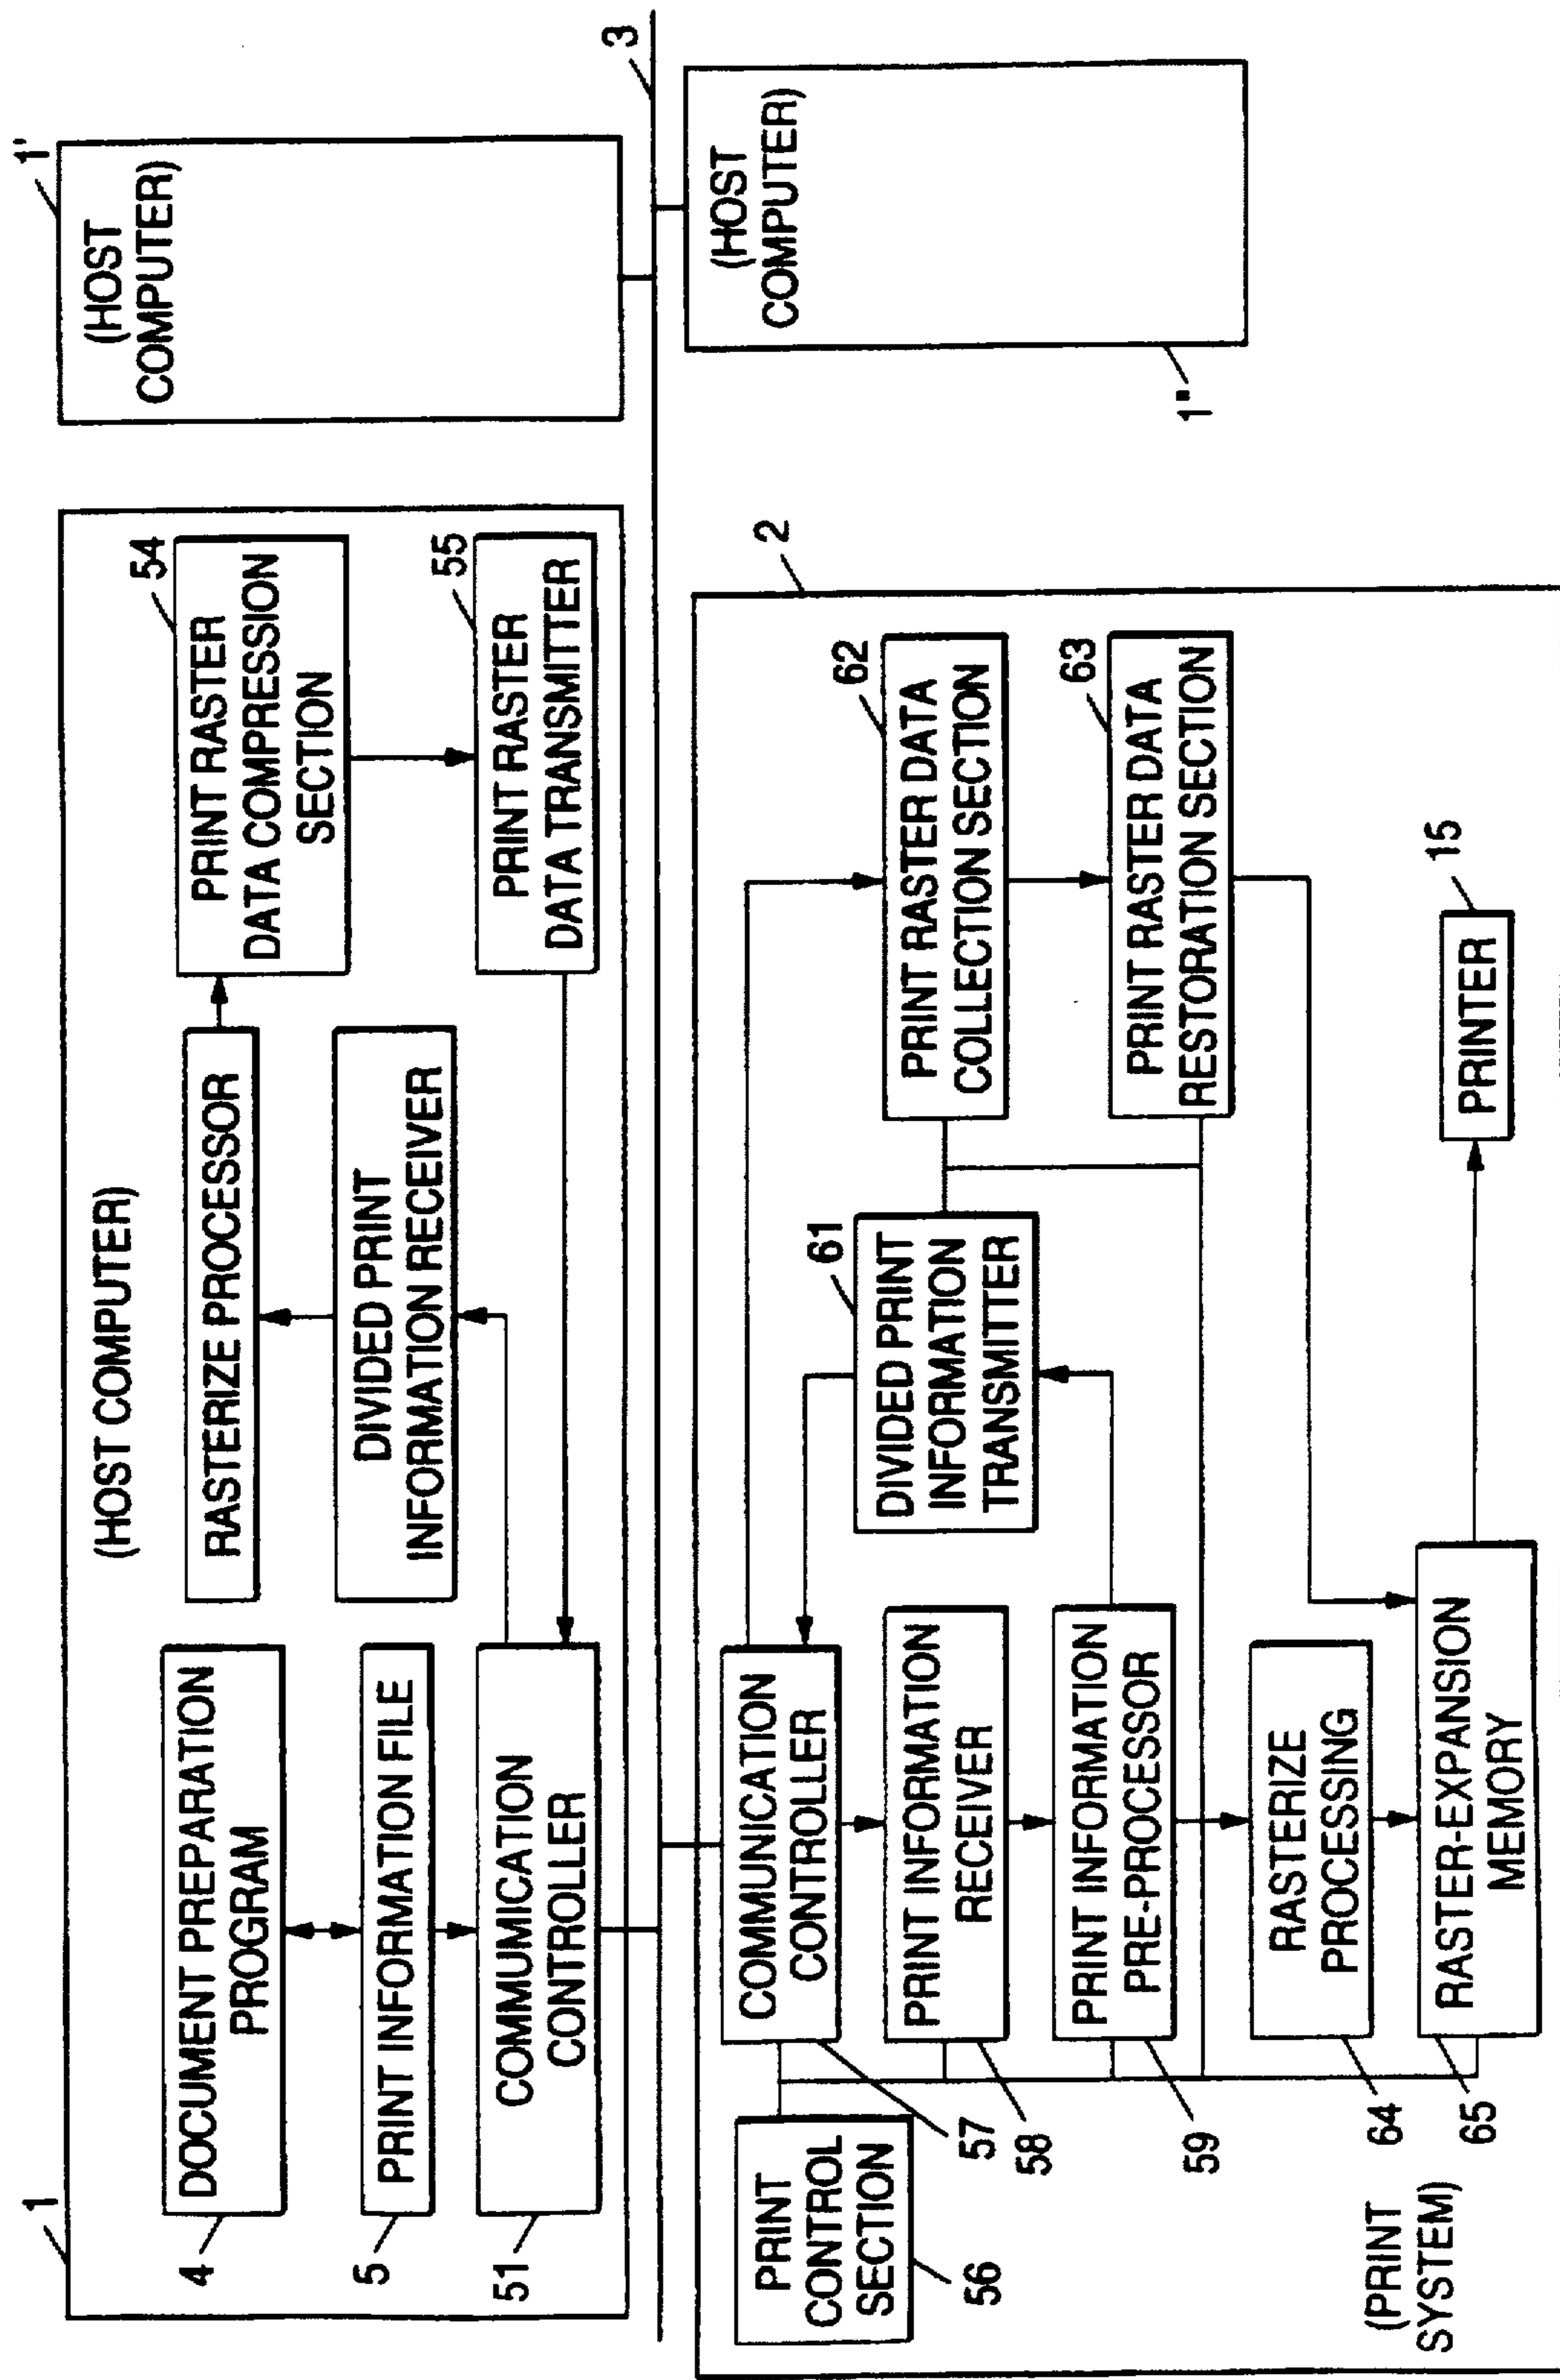 1
(HOST COMPUTER)
4
DOCUMENT PREPARATION
PROGRAM
5
PRINT INFORMATION FILE
51
COMMUMICATION
CONTROLLER
RASTERIZE PROCESSOR
DIVIDED PRINT
INFORMATION RECEIVER
54
PRINT RASTER
DATA COMPRESSION
SECTION
55
PRINT RASTER
DATA TRANSMITTER
1'
(HOST
COMPUTER)
3
(HOST
COMPUTER)
1"
2
PRINT
CONTROL
SECTION
56
COMMUNICATION
CONTROLLER
57
PRINT INFORMATION
RECEIVER
58
PRINT INFORMATION
PRE-PROCESSOR
59
RASTERIZE
PROCESSING
64
RASTER-EXPANSION
MEMORY
65
61
DIVIDED PRINT
INFORMATION
TRANSMITTER
62
PRINT RASTER DATA
COLLECTION SECTION
63
PRINT RASTER DATA
RESTORATION SECTION
15
PRINTER
(PRINT
SYSTEM)